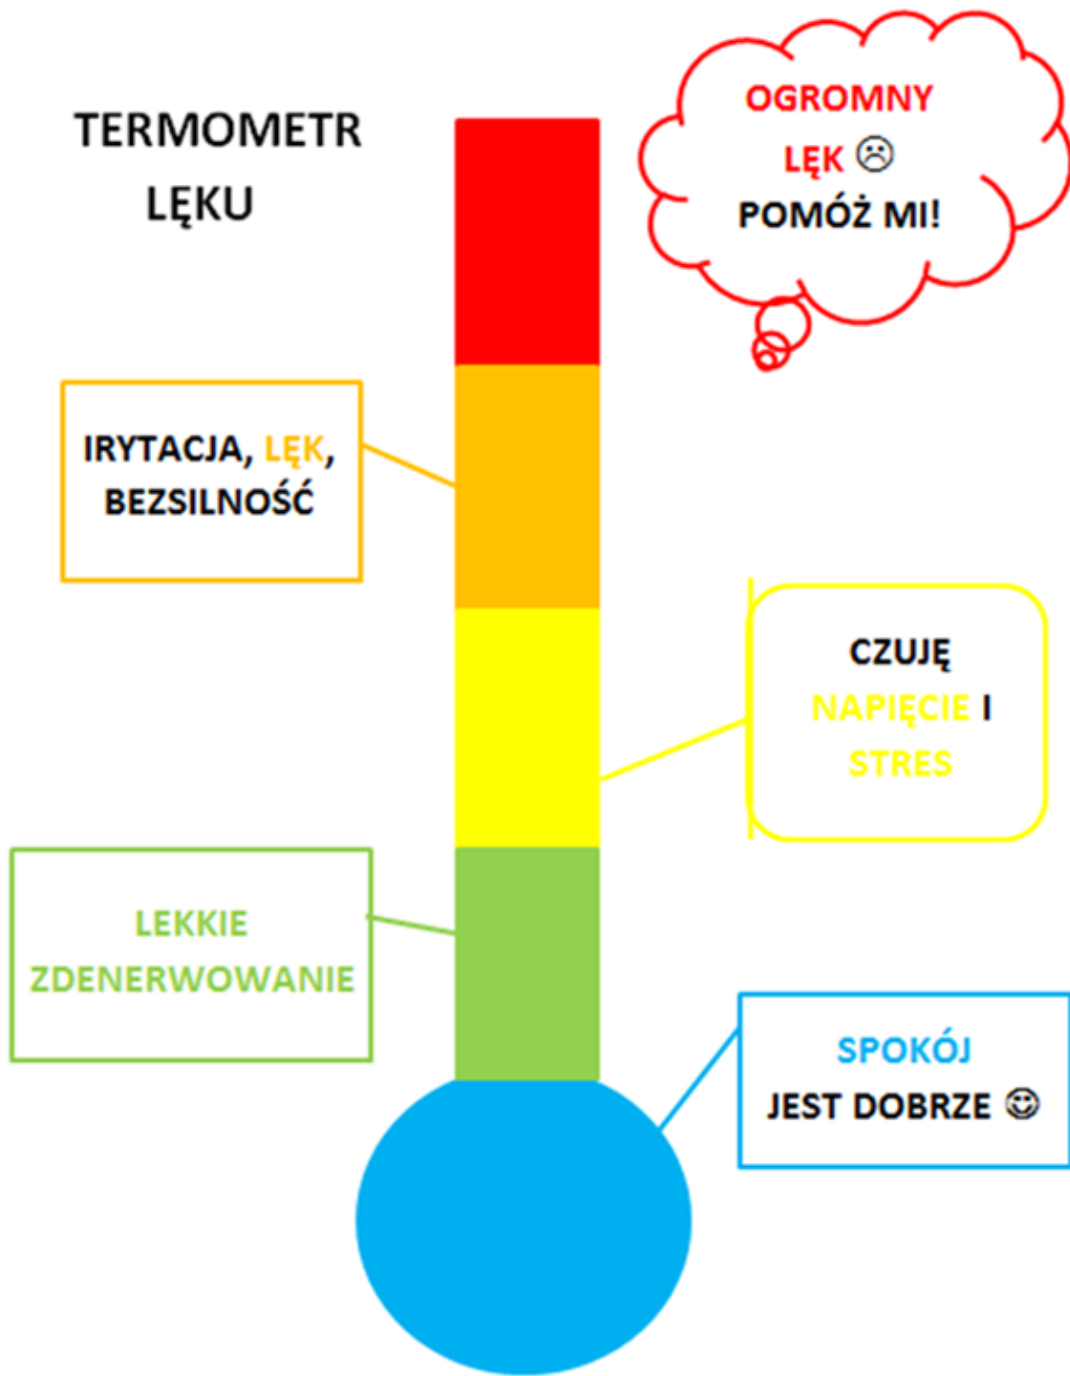 TERMOMETR
LĘKU
OGROMNY
LĘK ☹
POMÓŻ MI!
IRYTACJA, LĘK,
BEZSILNOŚĆ
CZUJĘ
NAPIĘCIE I
STRES
LEKKIE
ZDENERWOWANIE
SPOKÓJ
JEST DOBRZE ☺